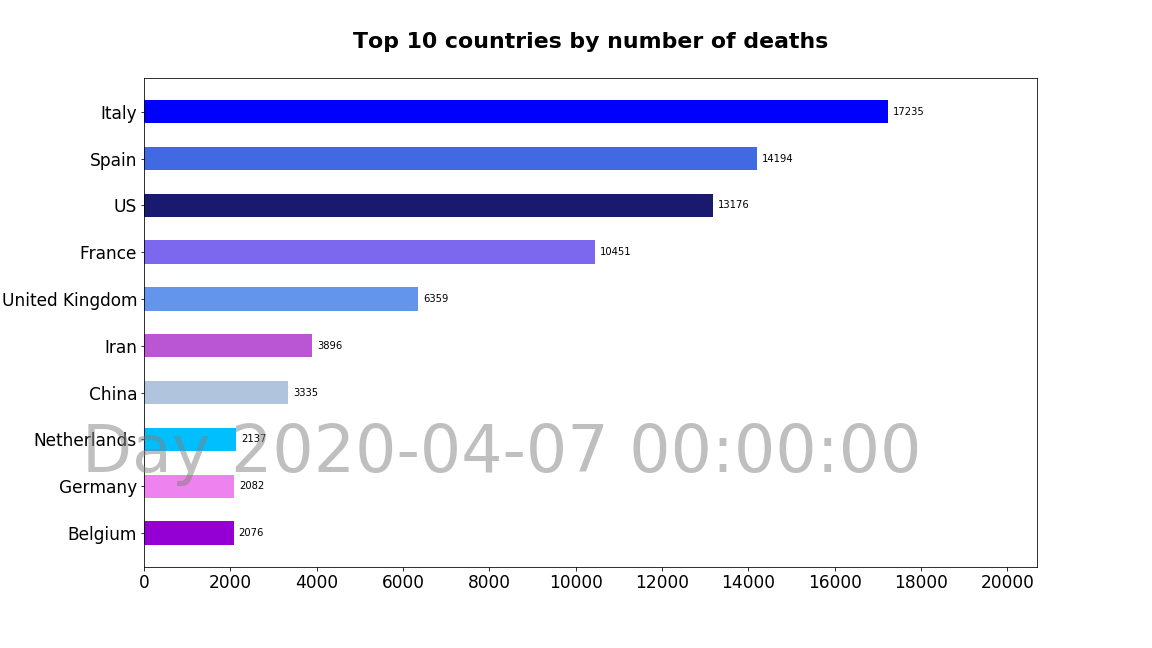 Top 10 countries by number of deaths
Italy 17235
Spain 14194
US 13176
France 10451
United Kingdom 6359
Iran 3896
China 3335
Netherlands 2137
Day 2020-04-07 00:00:00
Germany 2082
Belgium 2076
0 2000 4000 6000 8000 10000 12000 14000 16000 18000 20000